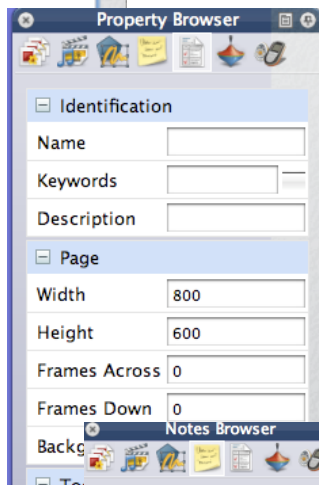 Property Browser
Identification
Name
Keywords
Description
Page
Width 800
Height 600
Frames Across 0
Frames Down 0
Notes Browser